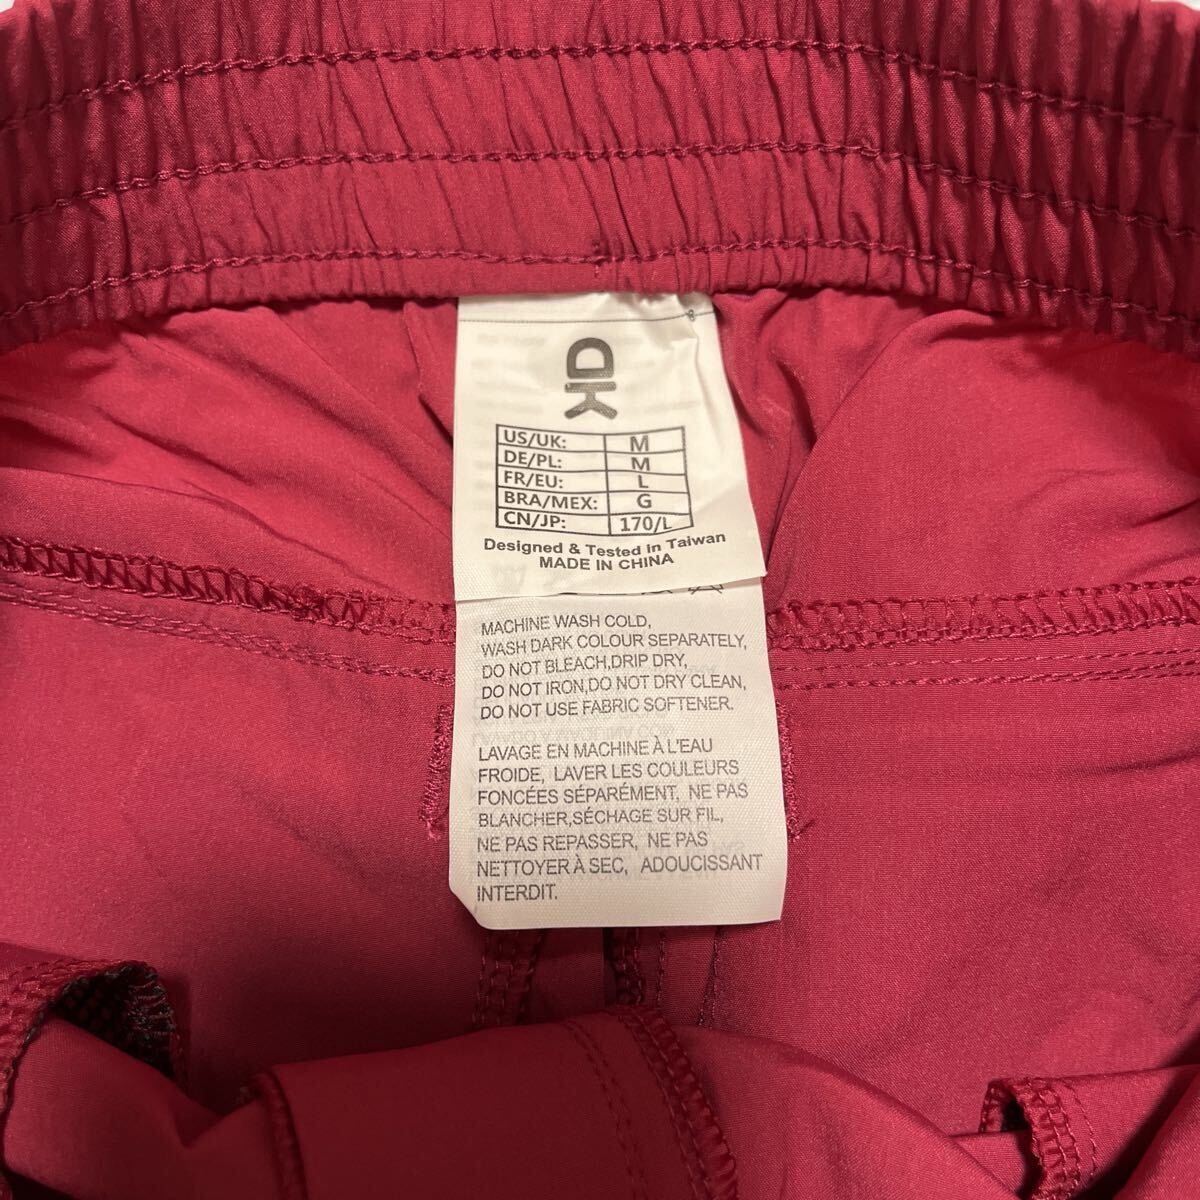 US/UK: M
DE/PL: M
FR/EU: L
BRA/MEX: G
CN/JP: 170/L
Designed & Tested In Taiwan
MADE IN CHINA
MACHINE WASH COLD,
WASH DARK COLOUR SEPARATELY,
DO NOT BLEACH,DRIP DRY,
DO NOT IRON,DO NOT DRY CLEAN,
DO NOT USE FABRIC SOFTENER.
LAVAGE EN MACHINE À L'EAU
FROIDE, LAVER LES COULEURS
FONCÉES SÉPARÉMENT, NE PAS
BLANCHER,SÉCHAGE SUR FIL,
NE PAS REPASSER, NE PAS
NETTOYER À SEC, ADOUCISSANT
INTERDIT.